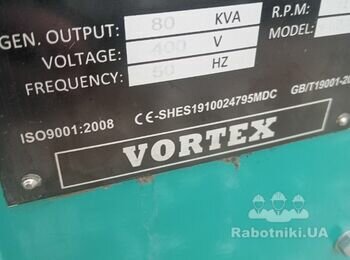 GEN. OUTPUT: 80 KVA R.P.M:
VOLTAGE: 400 V MODEL:
FREQUENCY: 50 HZ
ISO9001:2008 CE-SHES1910024795MDC
VORTEX
Rabotniki.UA